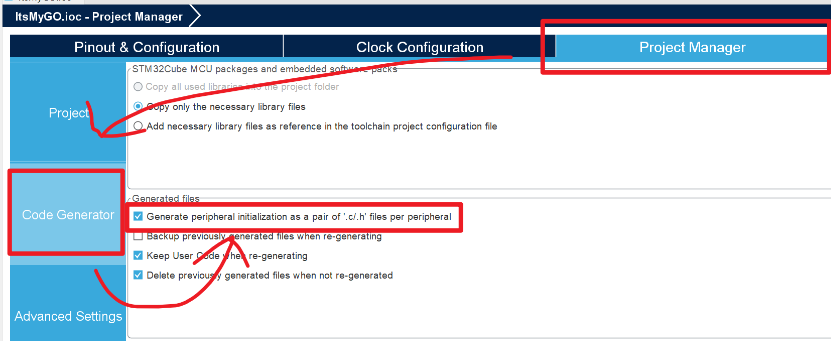 ItsMyGO.ioc - Project Manager
Pinout & Configuration
Clock Configuration
Project Manager
STM32Cube MCU packages and embedded software packs
Copy all used libraries into the project folder
Project
Copy only the necessary library files
Add necessary library files as reference in the toolchain project configuration file
Generated files
Code Generator
Generate peripheral initialization as a pair of '.c/.h' files per peripheral
Backup previously generated files when re-generating
Keep User Code when re-generating
Delete previously generated files when not re-generated
Advanced Settings